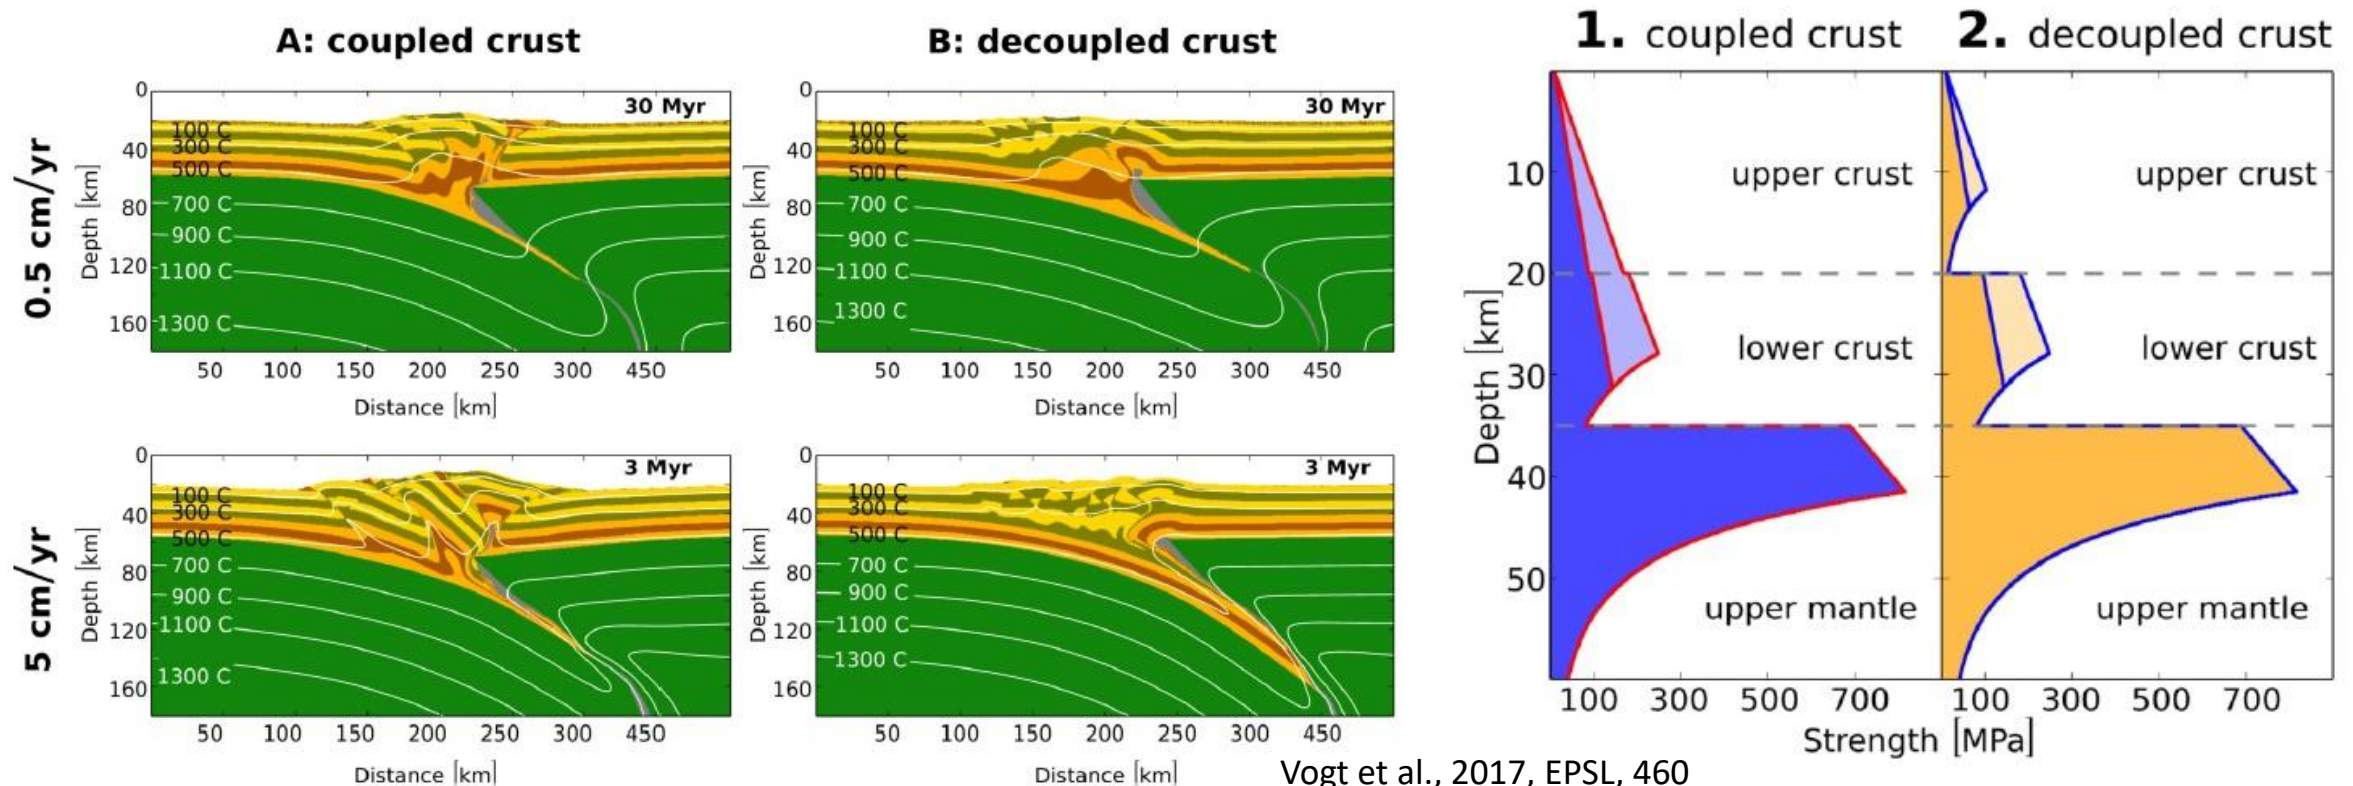 A: coupled crust
B: decoupled crust
0.5 cm/yr
5 cm/yr
0
40
80
120
160
Depth [km]
30 Myr
100 C
300 C
500 C
700 C
900 C
1100 C
1300 C
50 100 150 200 250 300 450
Distance [km]
0
40
80
120
160
Depth [km]
30 Myr
100 C
300 C
500 C
700 C
900 C
1100 C
1300 C
50 100 150 200 250 300 450
Distance [km]
0
40
80
120
160
Depth [km]
3 Myr
100 C
300 C
500 C
700 C
900 C
1100 C
1300 C
50 100 150 200 250 300 450
Distance [km]
0
40
80
120
160
Depth [km]
3 Myr
100 C
300 C
500 C
700 C
900 C
1100 C
1300 C
50 100 150 200 250 300 450
Distance [km]
1. coupled crust
2. decoupled crust
10
20
30
40
50
Depth [km]
upper crust
lower crust
upper mantle
upper crust
lower crust
upper mantle
100 300 500 700
100 300 500 700
Strength [MPa]
Vogt et al., 2017, EPSL, 460